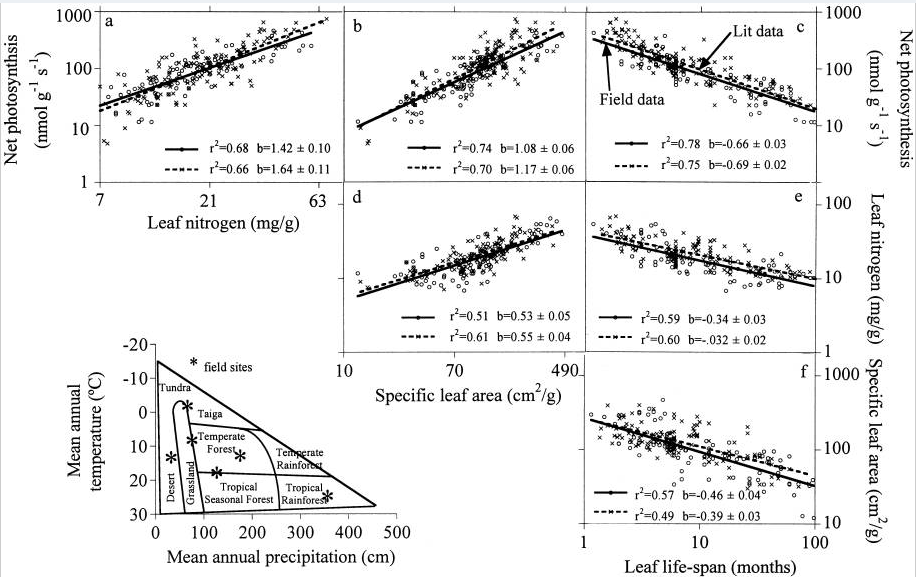 1000
100
10
1
Net photosynthesis
(nmol g⁻¹ s⁻¹)
a
r²=0.68 b=1.42 ± 0.10
r²=0.66 b=1.64 ± 0.11
7 21 63
Leaf nitrogen (mg/g)
b
r²=0.74 b=1.08 ± 0.06
r²=0.70 b=1.17 ± 0.06
c
Lit data
Field data
r²=0.78 b=-0.66 ± 0.03
r²=0.75 b=-0.69 ± 0.02
1000
100
10
Net photosynthesis
(nmol g⁻¹ s⁻¹)
d
r²=0.51 b=0.53 ± 0.05
r²=0.61 b=0.55 ± 0.04
10 70 490
Specific leaf area (cm²/g)
e
r²=0.59 b=-0.34 ± 0.03
r²=0.60 b=-.032 ± 0.02
100
10
1
Leaf nitrogen (mg/g)
f
r²=0.57 b=-0.46 ± 0.04
r²=0.49 b=-0.39 ± 0.03
1000
100
10
Specific leaf area (cm²/g)
1 10 100
Leaf life-span (months)
-20
-10
0
10
20
30
Mean annual
temperature (ºC)
* field sites
Tundra
Taiga
Temperate
Forest
Temperate
Rainforest
Desert
Grassland
Tropical
Seasonal Forest
Tropical
Rainforest
0 100 200 300 400 500
Mean annual precipitation (cm)